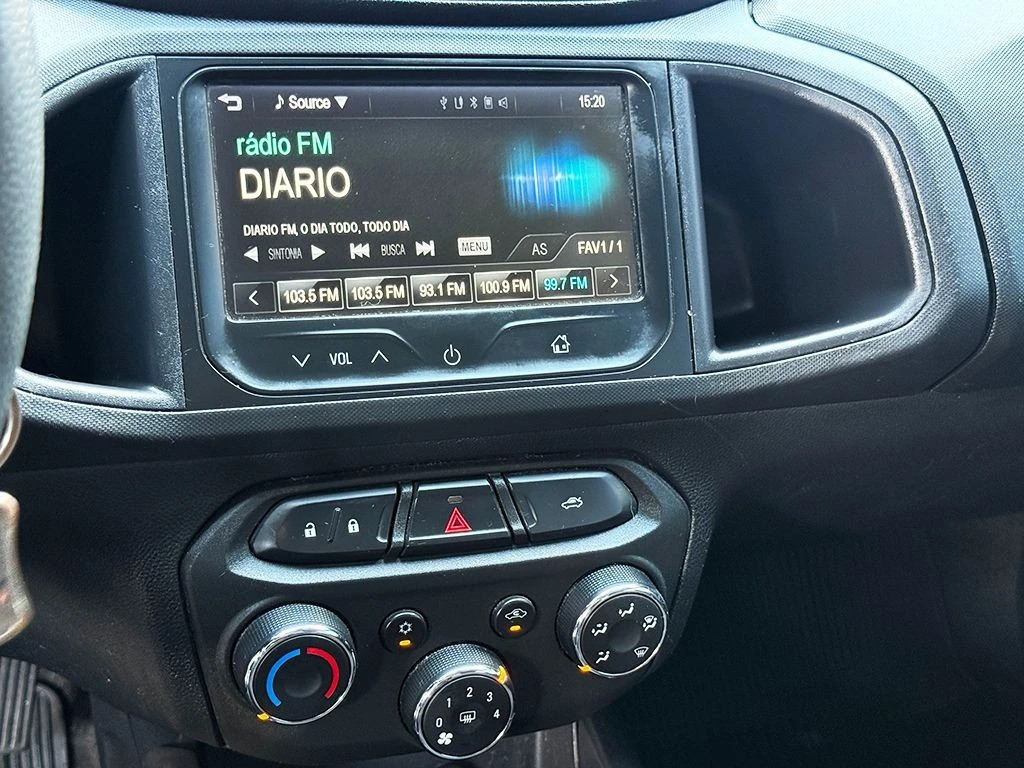 Source 15:20
rádio FM
DIARIO
DIARIO FM, O DIA TODO, TODO DIA
SINTONIA BUSCA MENU AS FAV1 / 1
103.5 FM 103.5 FM 93.1 FM 100.9 FM 99.7 FM
VOL
0 1 2 3 4